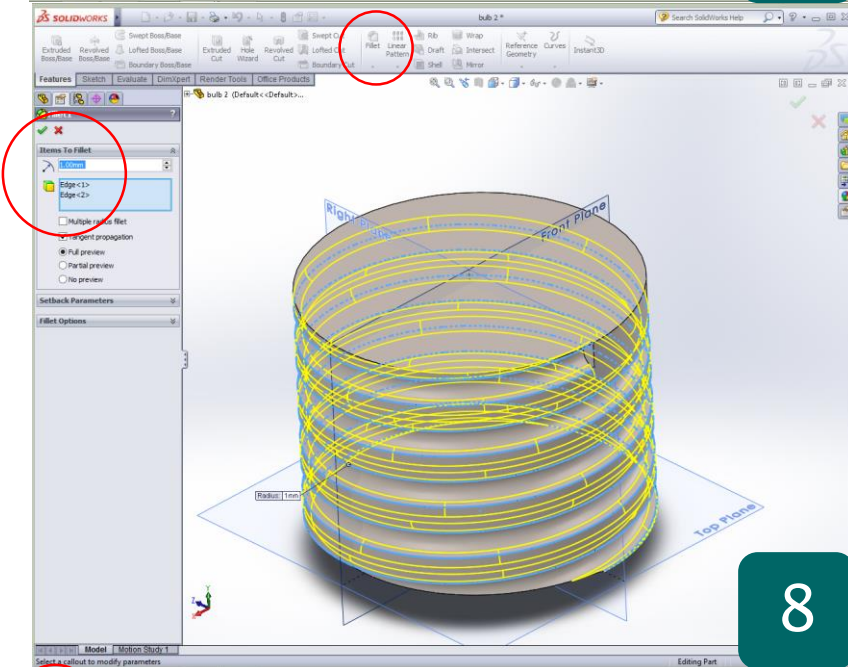 SOLIDWORKS
bulb 2 *
Search SolidWorks Help
Extruded Boss/Base
Revolved Boss/Base
Swept Boss/Base
Lofted Boss/Base
Boundary Boss/Base
Extruded Cut
Hole Wizard
Revolved Cut
Swept Cut
Lofted Cut
Boundary Cut
Fillet
Linear Pattern
Rib
Draft
Shell
Wrap
Intersect
Mirror
Reference Geometry
Curves
Instant3D
Features
Sketch
Evaluate
DimXpert
Render Tools
Office Products
bulb 2 (Default<<Default>...
?
Items To Fillet
1.00mm
Edge<1>
Edge<2>
Multiple radius fillet
Tangent propagation
Full preview
Partial preview
No preview
Setback Parameters
Fillet Options
Right Plane
Front Plane
Radius: 1mm
Top Plane
Y
Z
8
Model
Motion Study 1
Select a callout to modify parameters
Editing Part